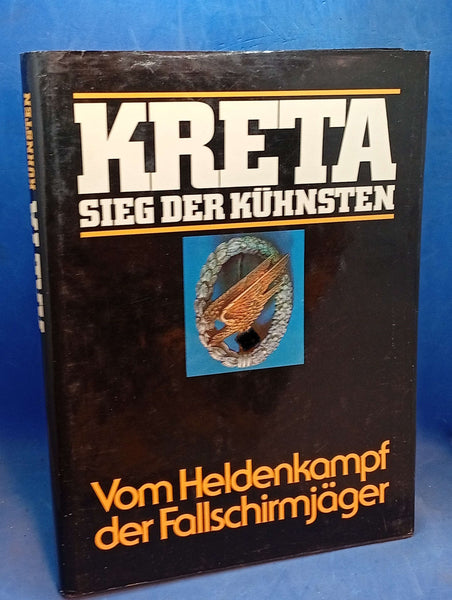 KRETA
SIEG DER KÜHNSTEN
Vom Heldenkampf
der Fallschirmjäger